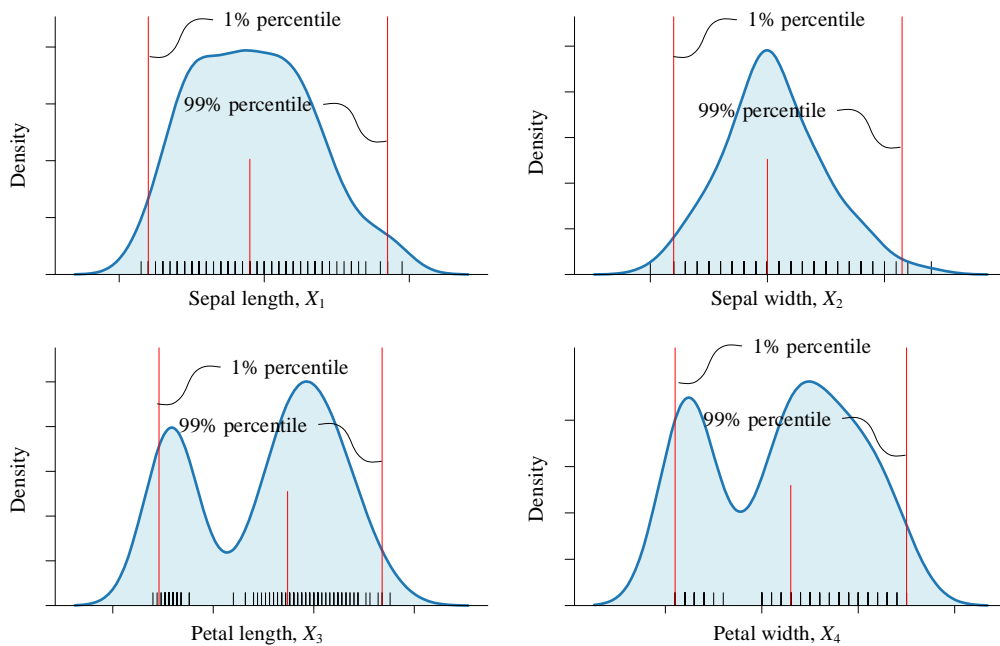 1% percentile
99% percentile
Density
Sepal length, X1
1% percentile
99% percentile
Density
Sepal width, X2
1% percentile
99% percentile
Density
Petal length, X3
1% percentile
99% percentile
Density
Petal width, X4